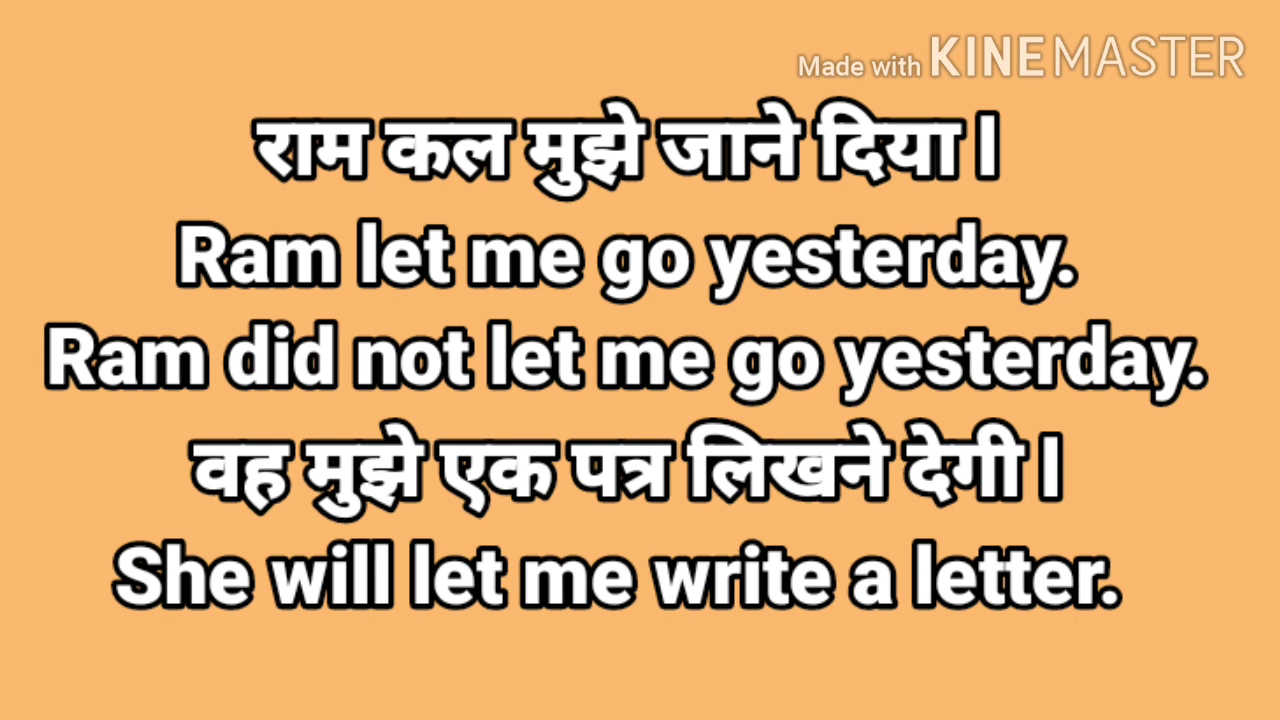 Made with KINEMASTER
राम कल मुझे जाने दिया l
Ram let me go yesterday.
Ram did not let me go yesterday.
वह मुझे एक पत्र लिखने देगी l
She will let me write a letter.